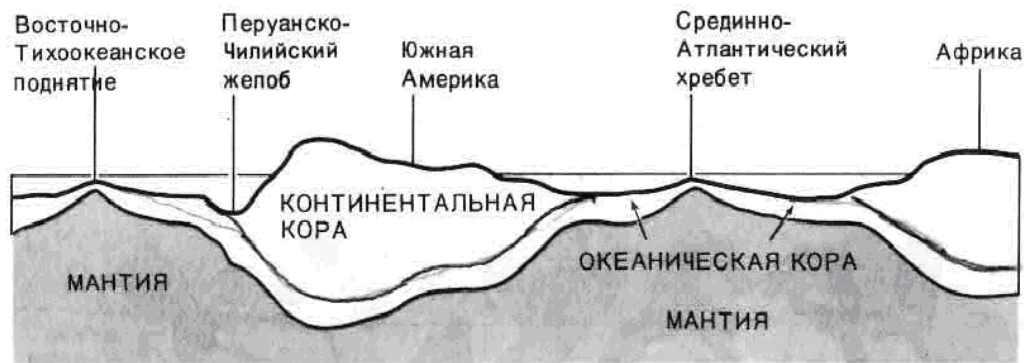 Восточно-
Тихоокеанское
поднятие
Перуанско-
Чилийский
желоб
Южная
Америка
Срединно-
Атлантический
хребет
Африка
КОНТИНЕНТАЛЬНАЯ
КОРА
ОКЕАНИЧЕСКАЯ КОРА
МАНТИЯ
МАНТИЯ